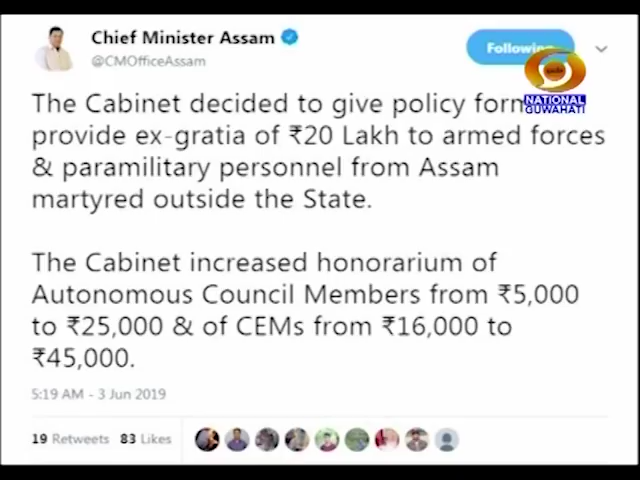 Chief Minister Assam
@CMOfficeAssam
Following
NATIONAL
GUWAHATI
The Cabinet decided to give policy
provide ex-gratia of ₹20 Lakh to armed forces
& paramilitary personnel from Assam
martyred outside the State.
The Cabinet increased honorarium of
Autonomous Council Members from ₹5,000
to ₹25,000 & of CEMs from ₹16,000 to
₹45,000.
5:19 AM - 3 Jun 2019
19 Retweets 83 Likes